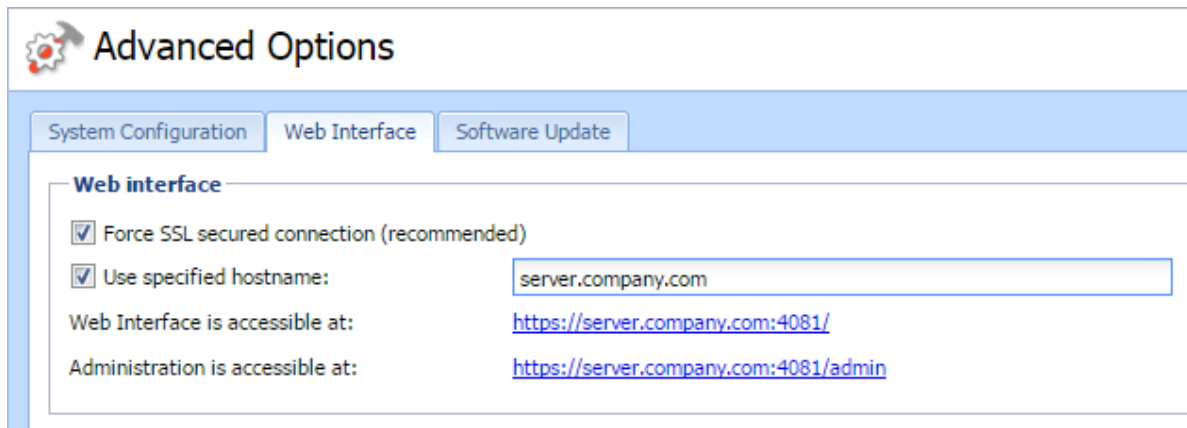 Advanced Options
System Configuration Web Interface Software Update
Web interface
Force SSL secured connection (recommended)
Use specified hostname: server.company.com
Web Interface is accessible at: https://server.company.com:4081/
Administration is accessible at: https://server.company.com:4081/admin